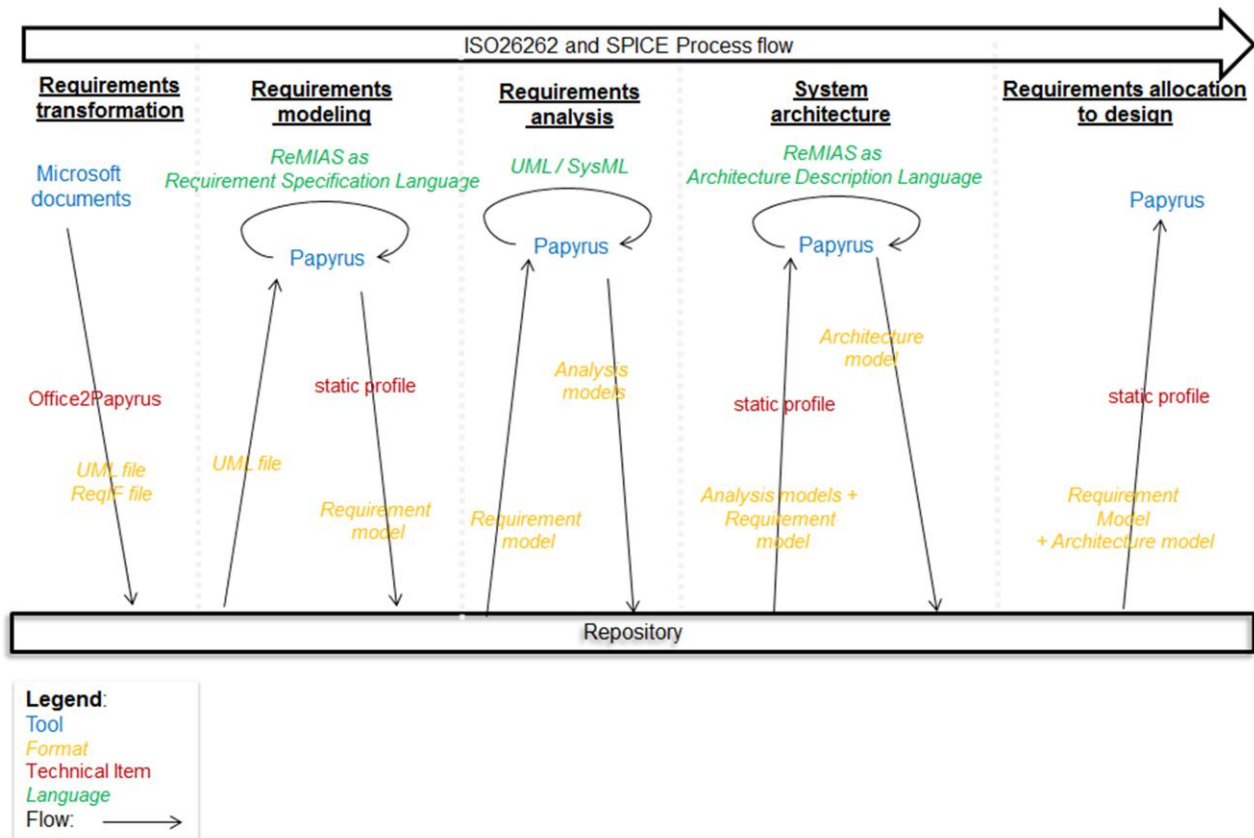 ISO26262 and SPICE Process flow
Requirements
transformation
Microsoft
documents
Office2Papyrus
UML file
ReqIF file
Requirements
modeling
ReMIAS as
Requirement Specification Language
Papyrus
static profile
UML file
Requirement
model
Requirements
analysis
UML / SysML
Papyrus
Analysis
models
Requirement
model
System
architecture
ReMIAS as
Architecture Description Language
Papyrus
Architecture
model
static profile
Analysis models +
Requirement
model
Requirements allocation
to design
Papyrus
static profile
Requirement
Model
+ Architecture model
Repository
Legend:
Tool
Format
Technical Item
Language
Flow: